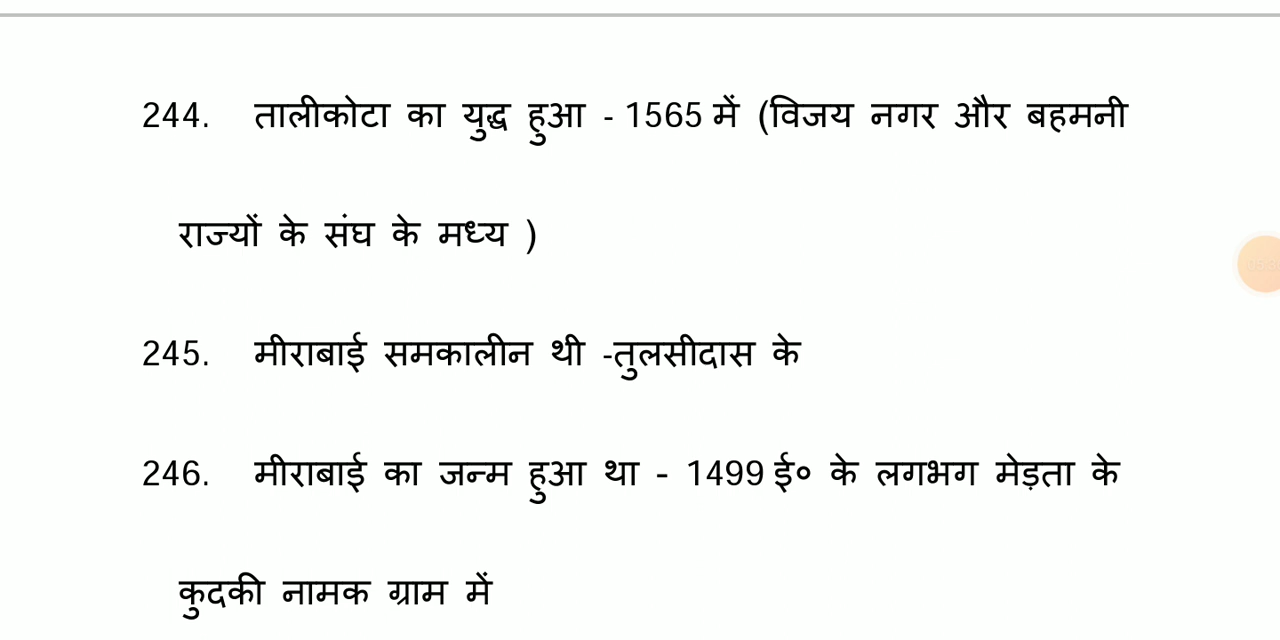 244. तालीकोटा का युद्ध हुआ - 1565 में (विजय नगर और बहमनी
राज्यों के संघ के मध्य )
245. मीराबाई समकालीन थी -तुलसीदास के
246. मीराबाई का जन्म हुआ था - 1499 ई० के लगभग मेड़ता के
कुदकी नामक ग्राम में